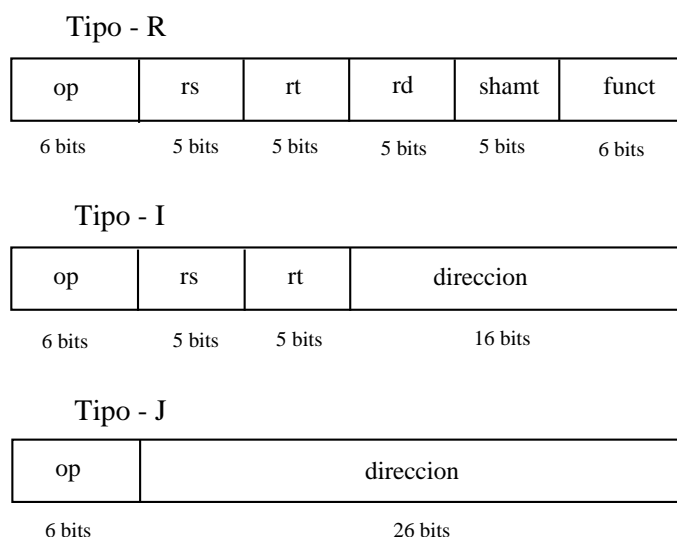 Tipo - R
op rs rt rd shamt funct
6 bits 5 bits 5 bits 5 bits 5 bits 6 bits
Tipo - I
op rs rt direccion
6 bits 5 bits 5 bits 16 bits
Tipo - J
op direccion
6 bits 26 bits